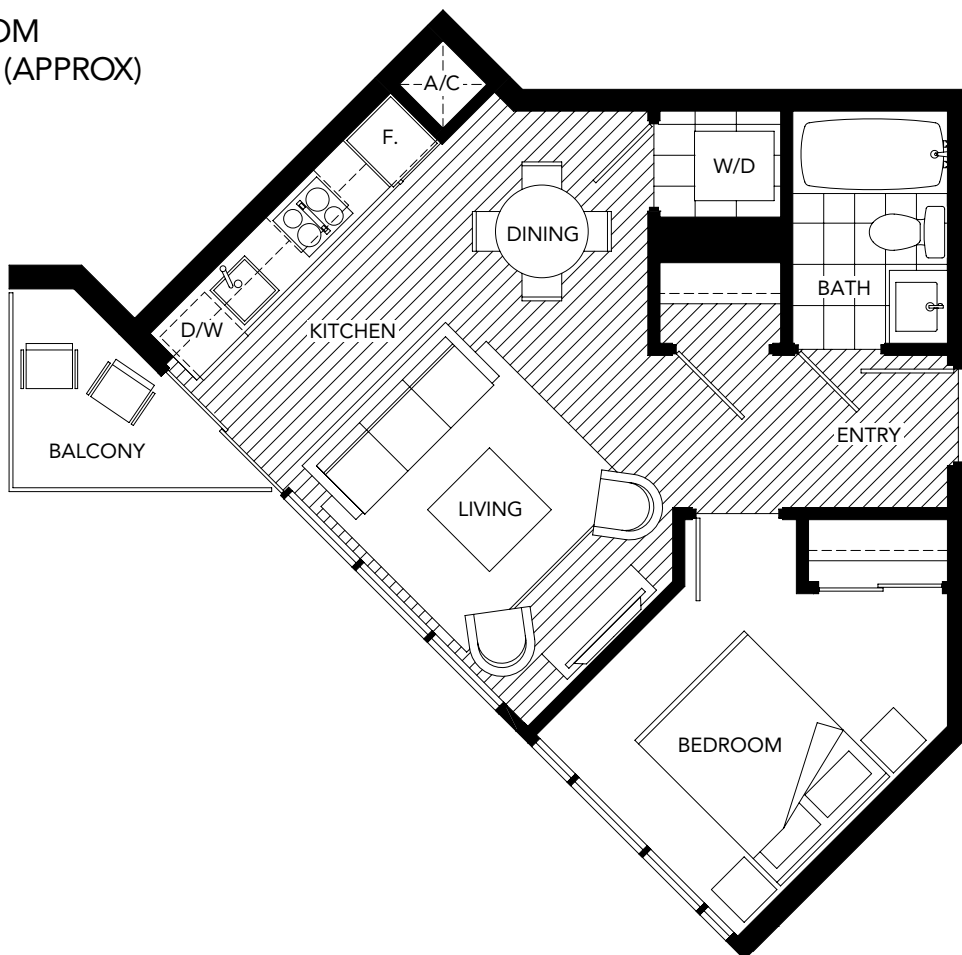 OM
(APPROX)
A/C
F.
W/D
DINING
BATH
D/W
KITCHEN
ENTRY
BALCONY
LIVING
BEDROOM